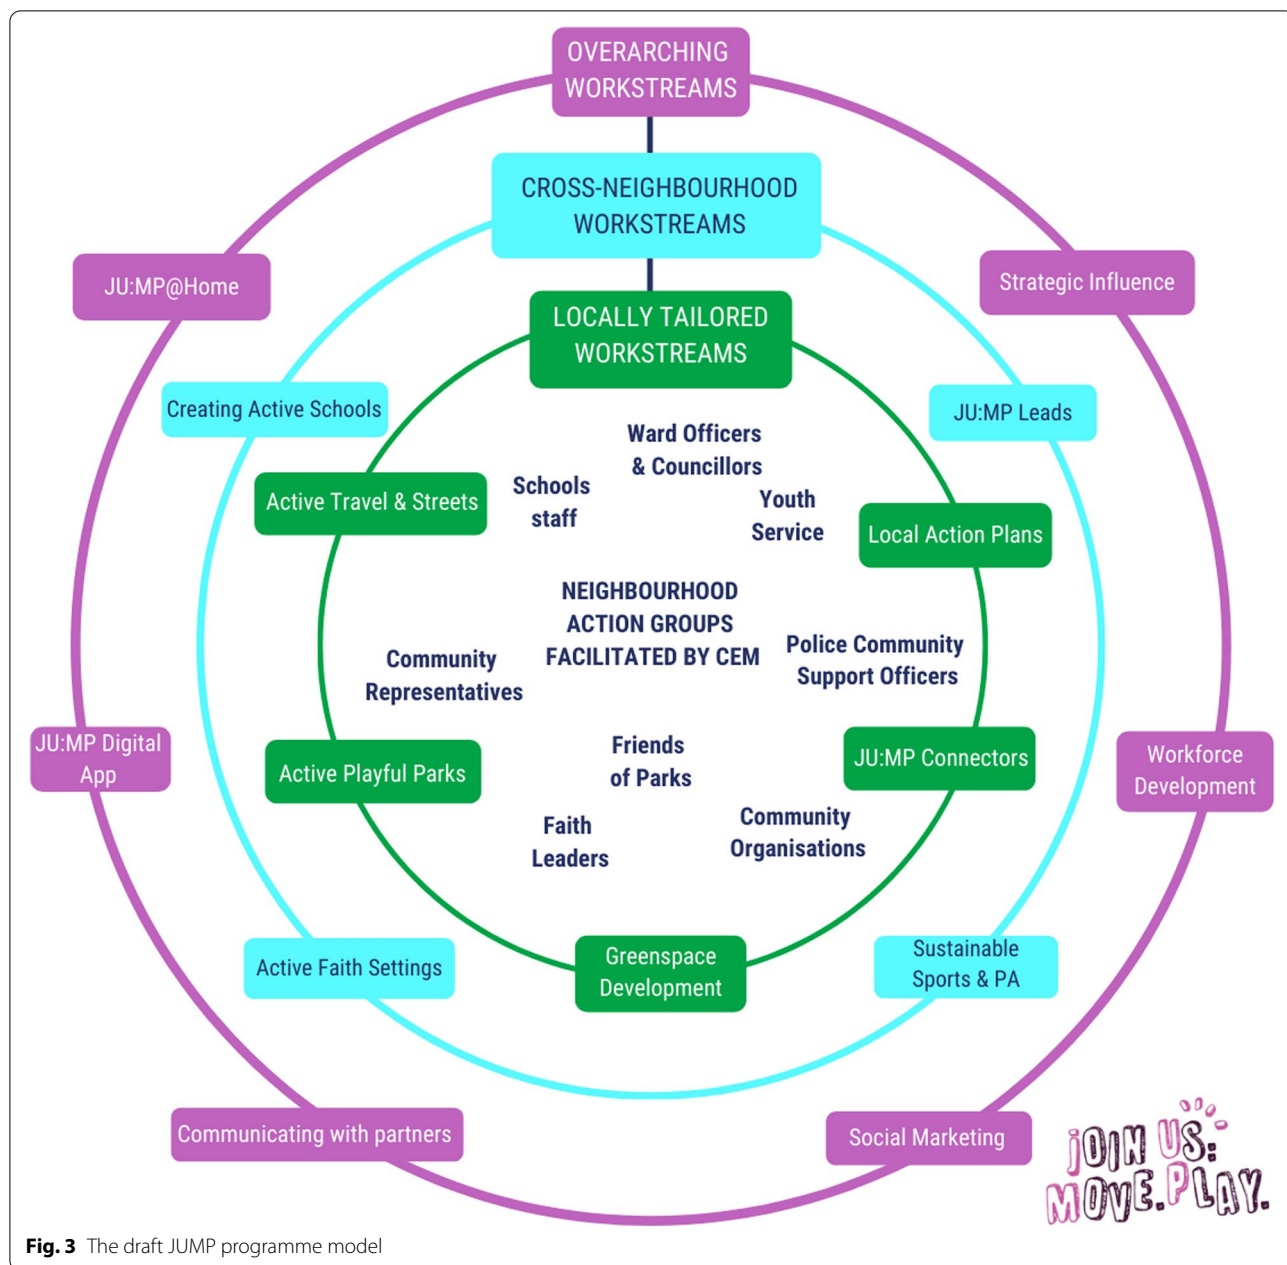 OVERARCHING
WORKSTREAMS
CROSS-NEIGHBOURHOOD
WORKSTREAMS
JU:MP@Home
Strategic Influence
LOCALLY TAILORED
WORKSTREAMS
Creating Active Schools
JU:MP Leads
Ward Officers
& Councillors
Active Travel & Streets
Schools
staff
Youth
Service
Local Action Plans
NEIGHBOURHOOD
ACTION GROUPS
FACILITATED BY CEM
Community
Representatives
Police Community
Support Officers
JU:MP Digital
App
Active Playful Parks
Friends
of Parks
JU:MP Connectors
Workforce
Development
Faith
Leaders
Community
Organisations
Active Faith Settings
Greenspace
Development
Sustainable
Sports & PA
Communicating with partners
Social Marketing
JOIN US:
MOVE.PLAY.
Fig. 3 The draft JUMP programme model